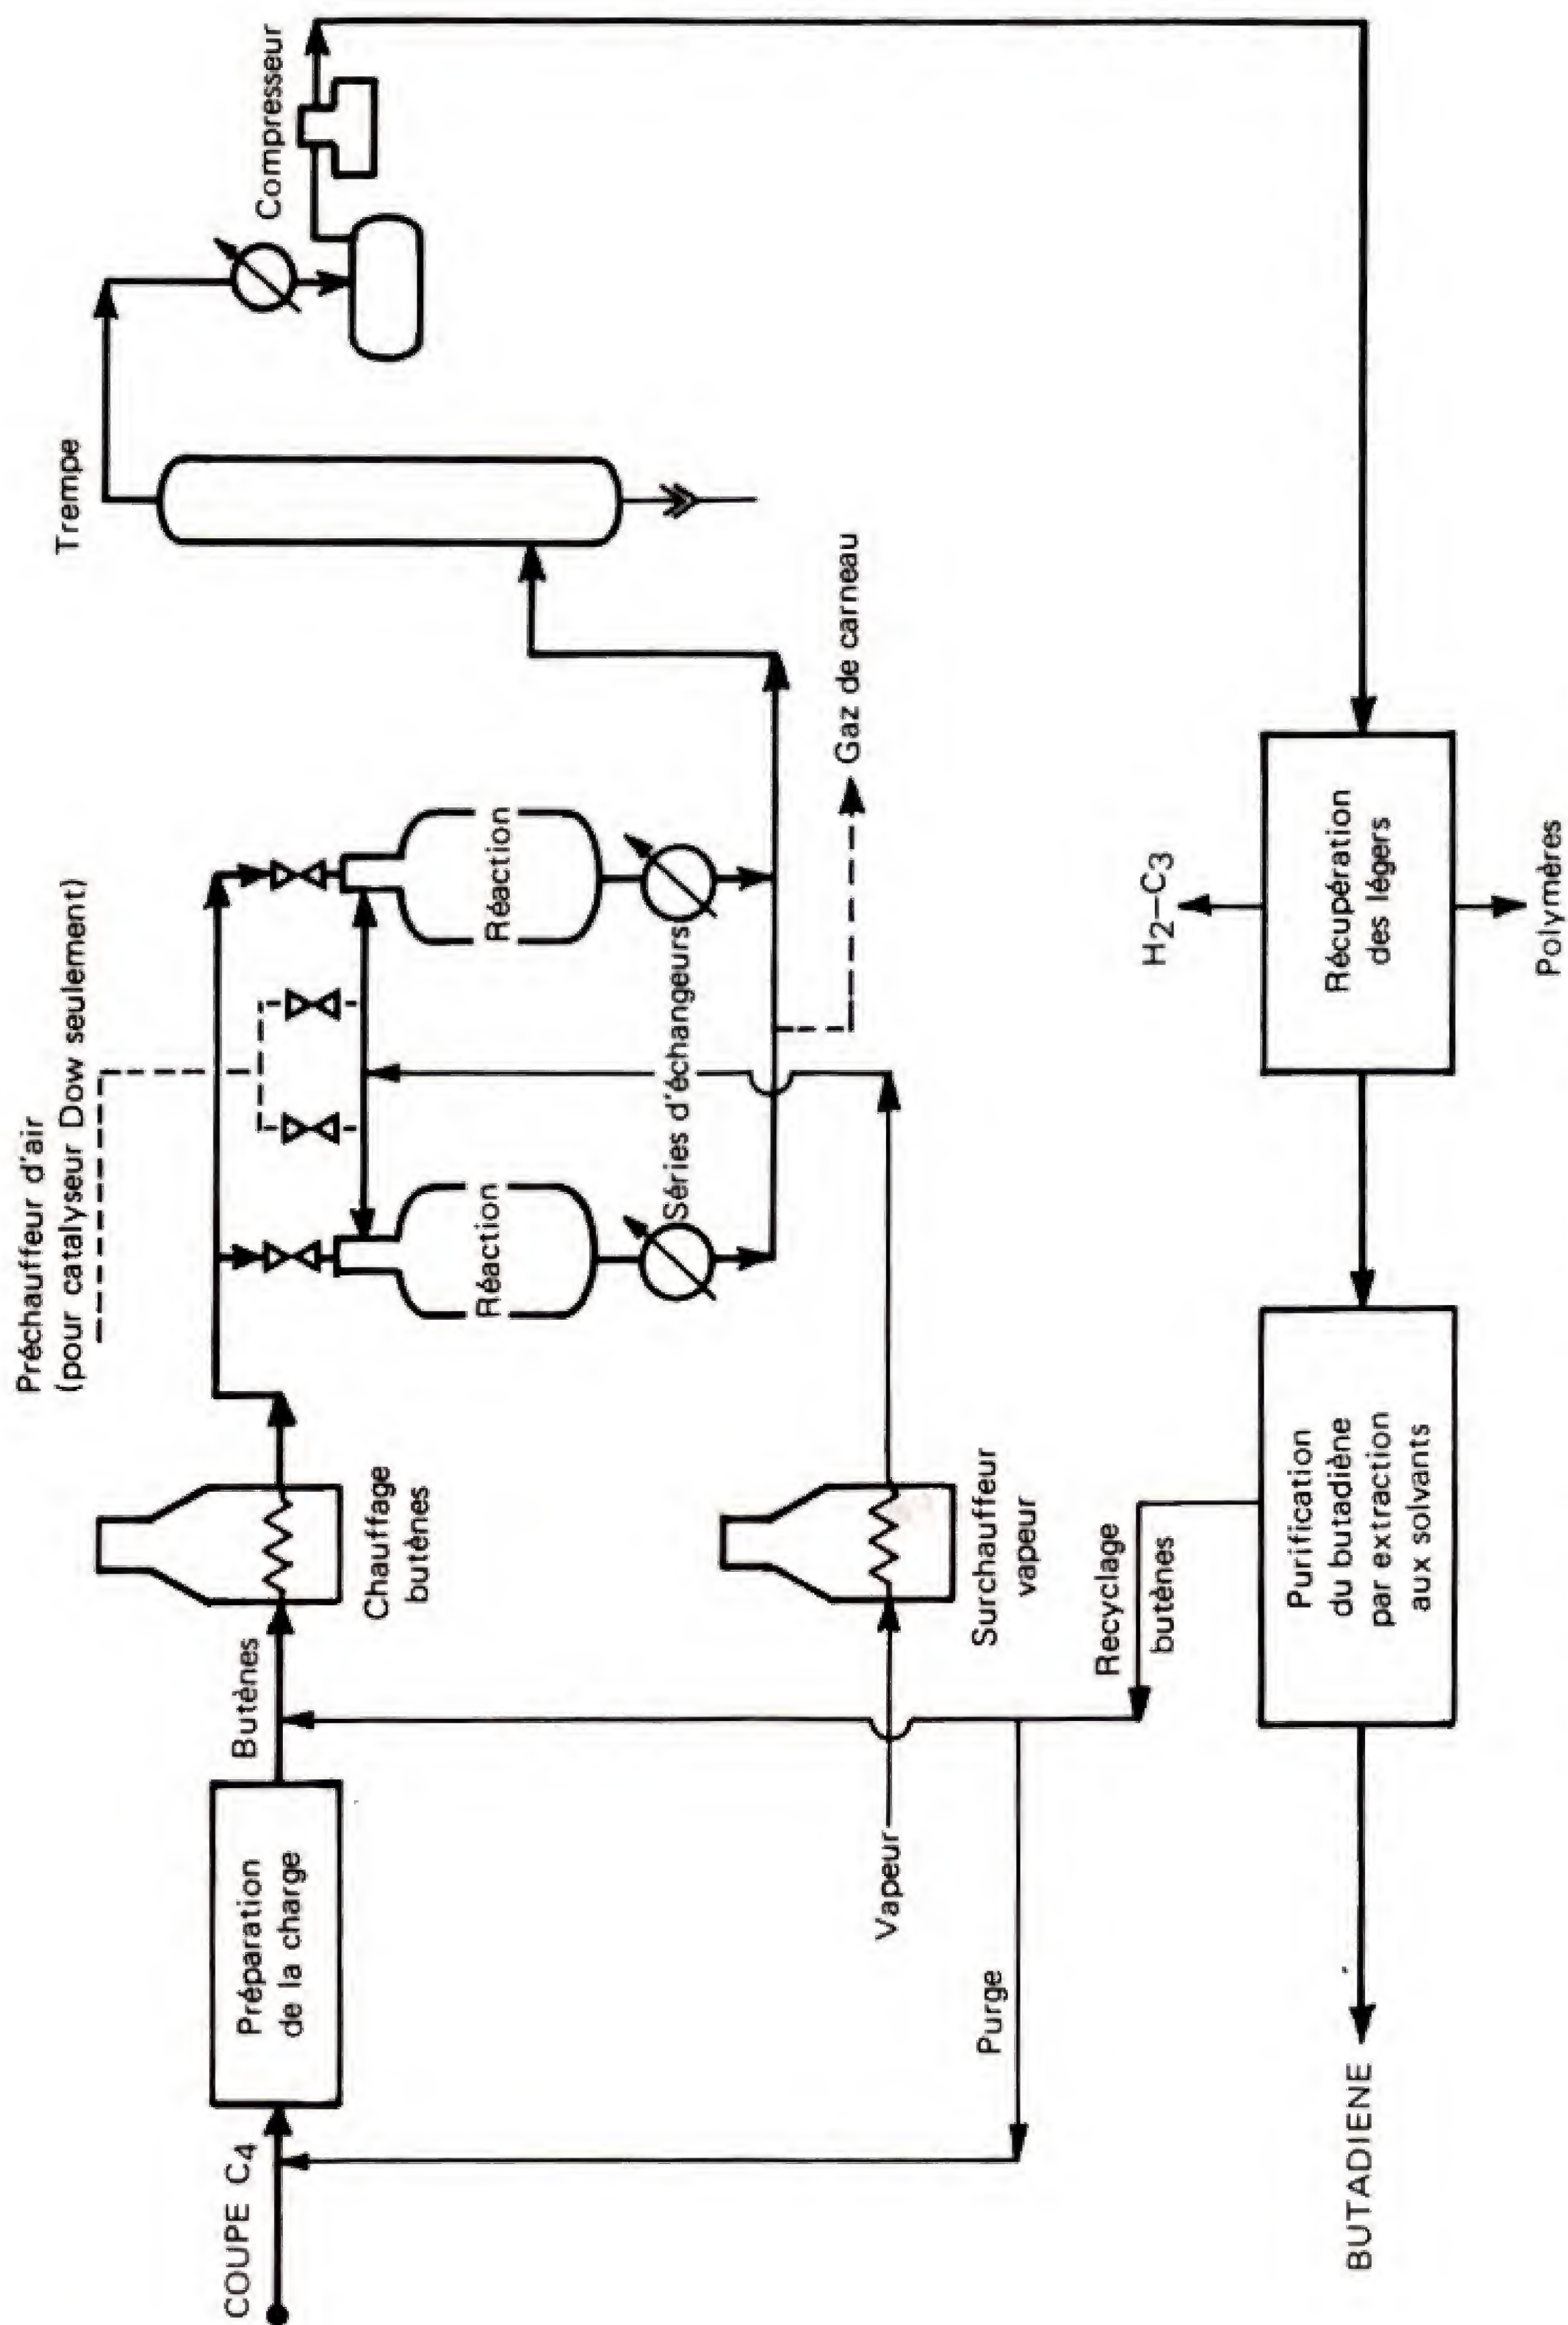 Préchauffeur d'air
(pour catalyseur Dow seulement)
Trempe
Compresseur
COUPE C4
Préparation
de la charge
Butènes
Chauffage
butènes
Réaction
Réaction
Séries d'échangeurs
Gaz de carneau
Vapeur
Surchauffeur
vapeur
Purge
Recyclage
butènes
H2–C3
BUTADIENE
Purification
du butadiène
par extraction
aux solvants
Récupération
des légers
Polymères